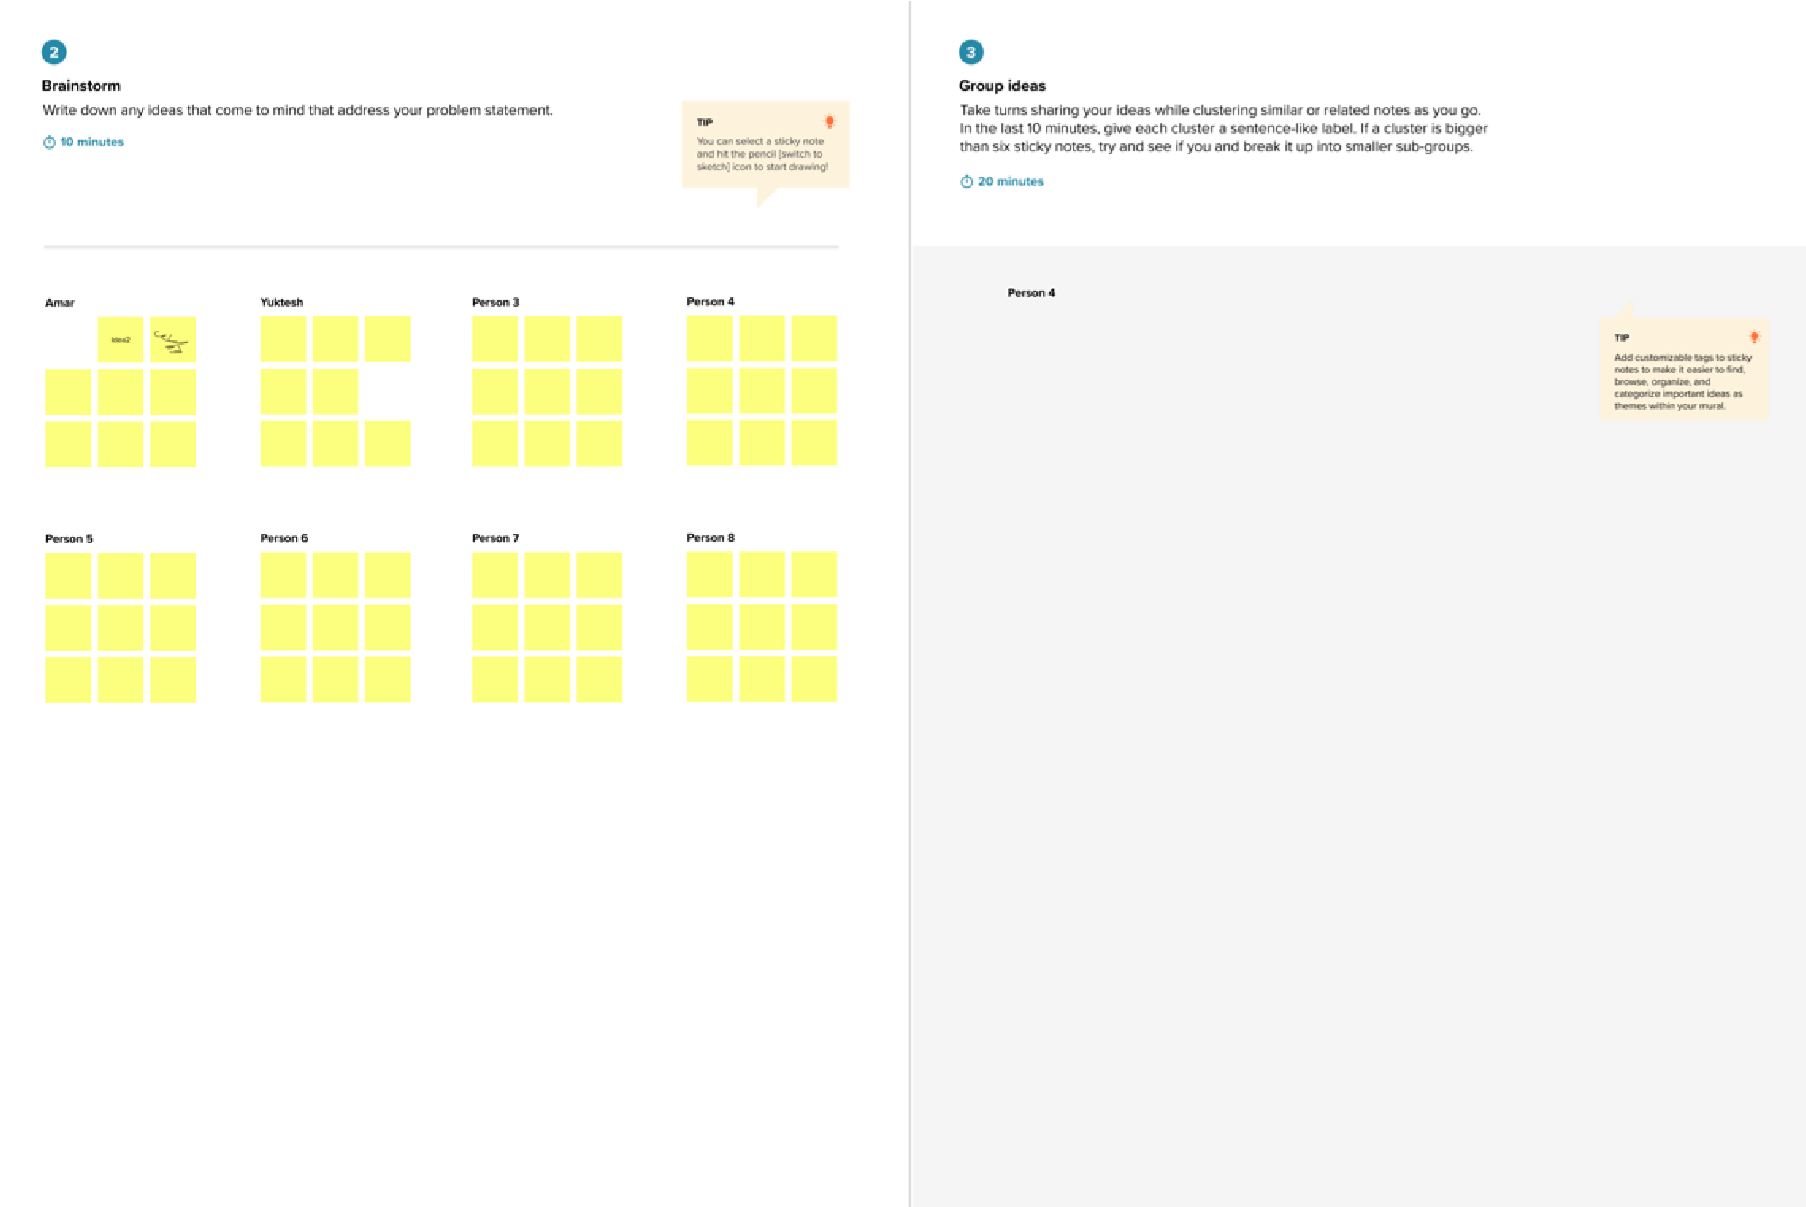 2
Brainstorm
Write down any ideas that come to mind that address your problem statement.
10 minutes
TIP
You can select a sticky note
and hit the pencil [switch to
sketch] icon to start drawing!
Amar
Yuktesh
Person 3
Person 4
Idea2
Person 5
Person 6
Person 7
Person 8
3
Group ideas
Take turns sharing your ideas while clustering similar or related notes as you go.
In the last 10 minutes, give each cluster a sentence-like label. If a cluster is bigger
than six sticky notes, try and see if you and break it up into smaller sub-groups.
20 minutes
Person 4
TIP
Add customizable tags to sticky
notes to make it easier to find,
browse, organize, and
categorize important ideas as
themes within your mural.